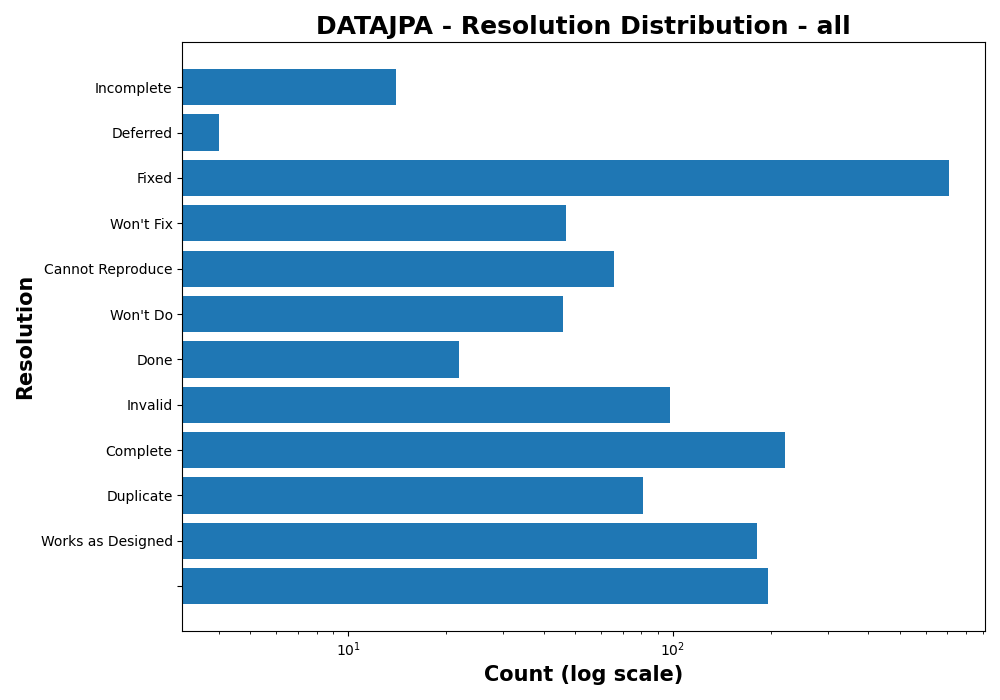 DATAJPA - Resolution Distribution - all
Incomplete
Deferred
Fixed
Won't Fix
Cannot Reproduce
Won't Do
Done
Invalid
Complete
Duplicate
Works as Designed
Resolution
10¹ 10²
Count (log scale)